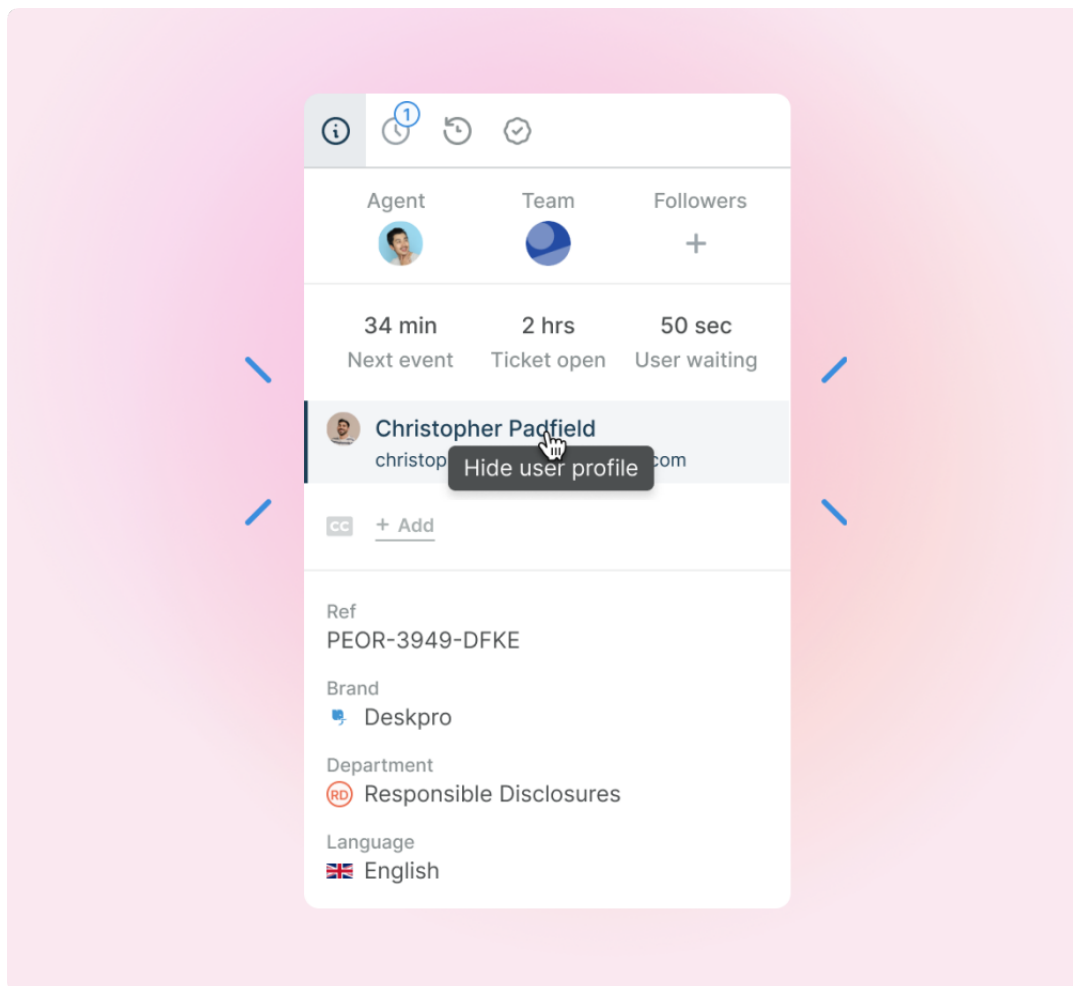 1
Agent Team Followers
+
34 min 2 hrs 50 sec
Next event Ticket open User waiting
Christopher Padfield
christop com
Hide user profile
CC + Add
Ref
PEOR-3949-DFKE
Brand
Deskpro
Department
RD Responsible Disclosures
Language
English